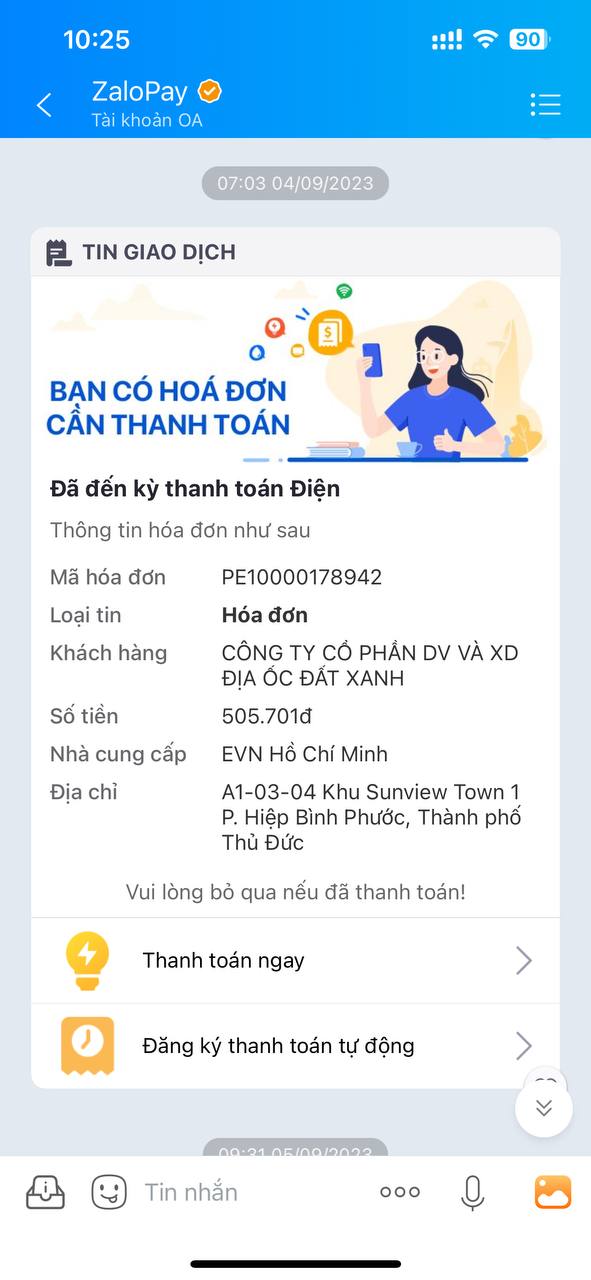 10:25
90
ZaloPay
Tài khoản OA
07:03 04/09/2023
TIN GIAO DỊCH
BẠN CÓ HOÁ ĐƠN
CẦN THANH TOÁN
Đã đến kỳ thanh toán Điện
Thông tin hóa đơn như sau
Mã hóa đơn PE10000178942
Loại tin Hóa đơn
Khách hàng CÔNG TY CỔ PHẦN DV VÀ XD
ĐỊA ỐC ĐẤT XANH
Số tiền 505.701đ
Nhà cung cấp EVN Hồ Chí Minh
Địa chỉ A1-03-04 Khu Sunview Town 1
P. Hiệp Bình Phước, Thành phố
Thủ Đức
Vui lòng bỏ qua nếu đã thanh toán!
Thanh toán ngay
Đăng ký thanh toán tự động
09:31 05/09/2023
Tin nhắn